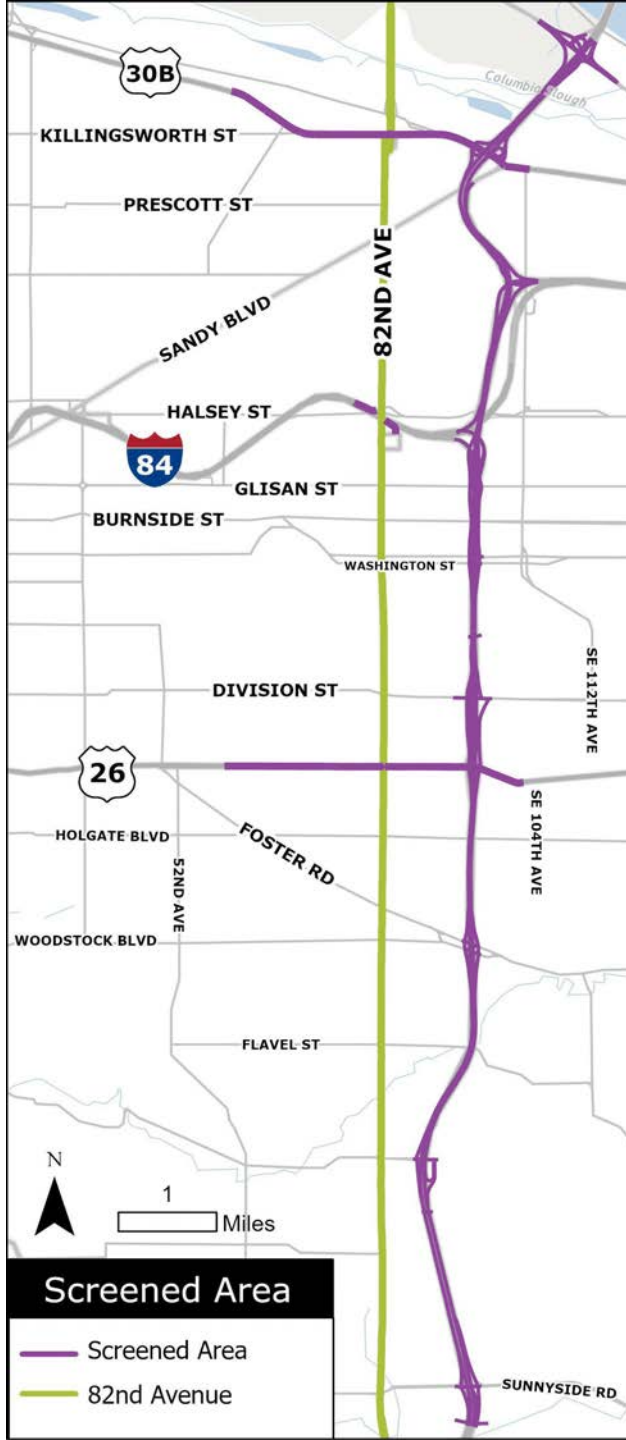 30B
Columbia Slough
KILLINGSWORTH ST
PRESCOTT ST
82ND AVE
SANDY BLVD
HALSEY ST
84
GLISAN ST
BURNSIDE ST
WASHINGTON ST
SE 112TH AVE
DIVISION ST
26
SE 104TH AVE
HOLGATE BLVD
FOSTER RD
52ND AVE
WOODSTOCK BLVD
FLAVEL ST
N
1
Miles
Screened Area
Screened Area
82nd Avenue
SUNNYSIDE RD